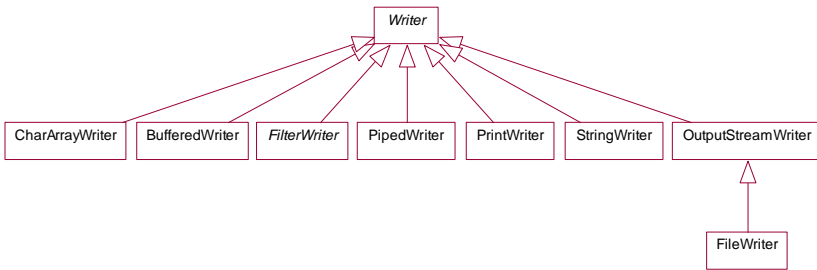 Writer
CharArrayWriter
BufferedWriter
FilterWriter
PipedWriter
PrintWriter
StringWriter
OutputStreamWriter
FileWriter